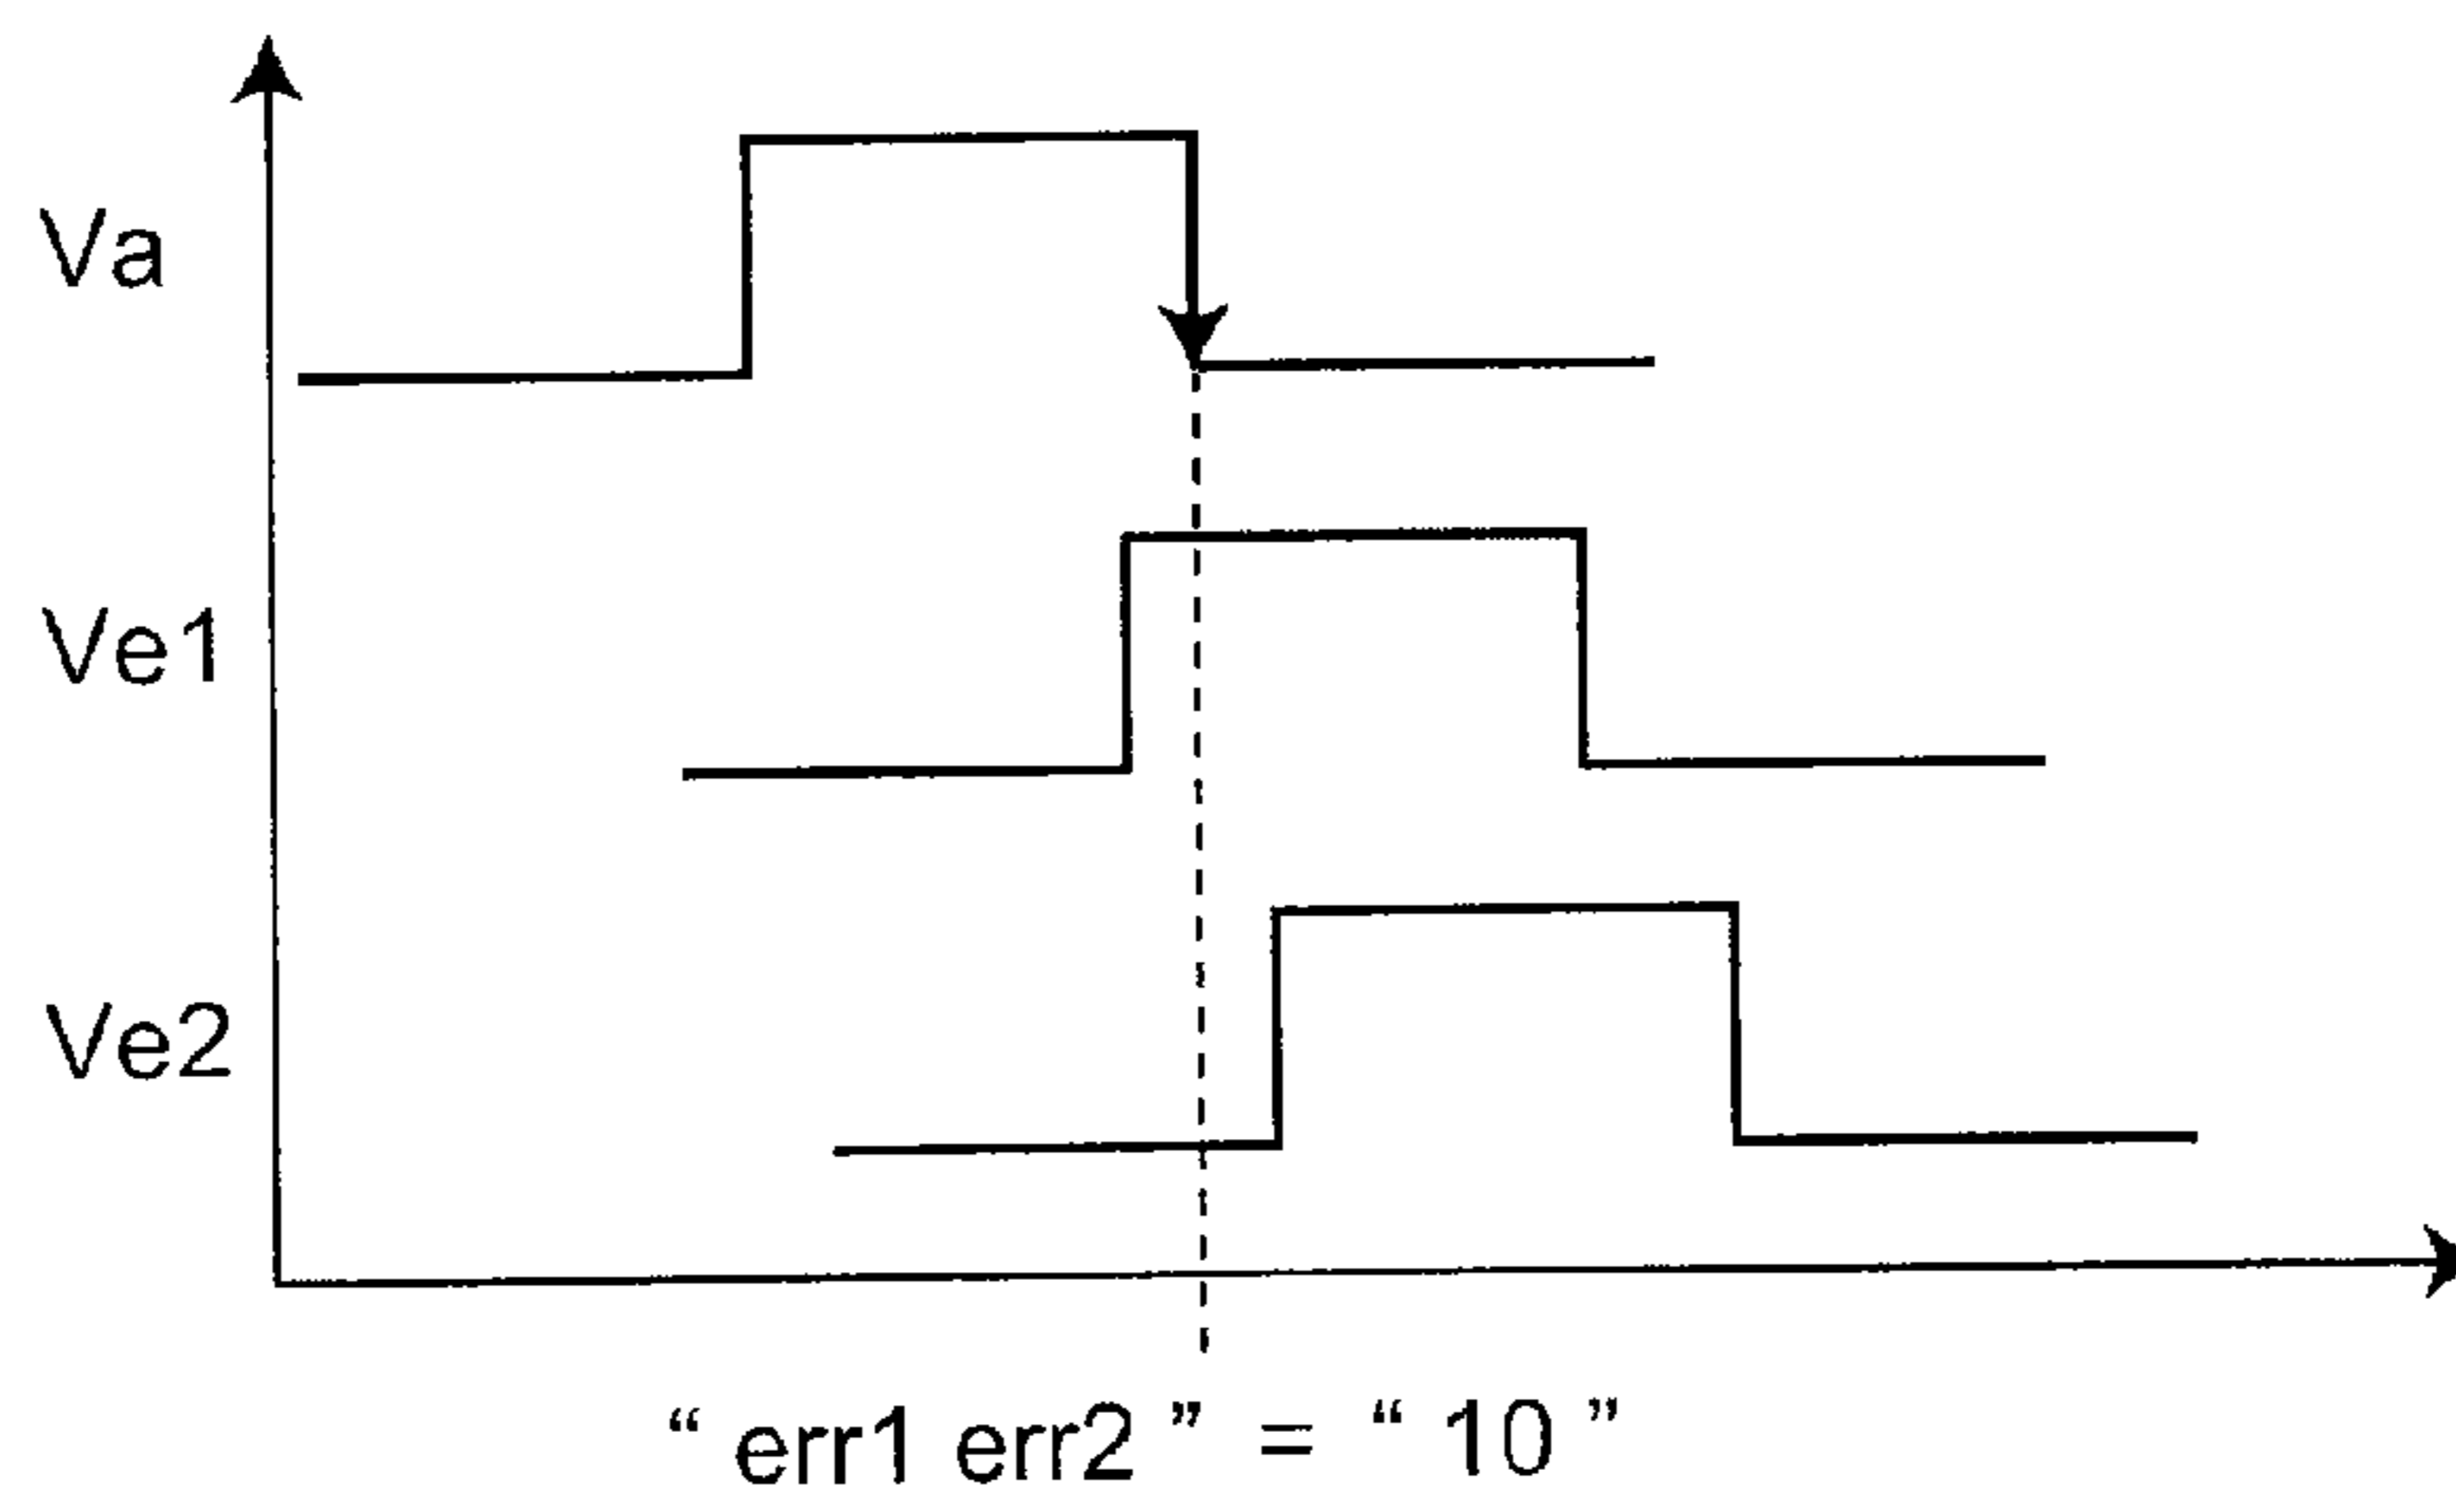 Va
Ve1
Ve2
“ err1 err2 ” = “ 10 ”